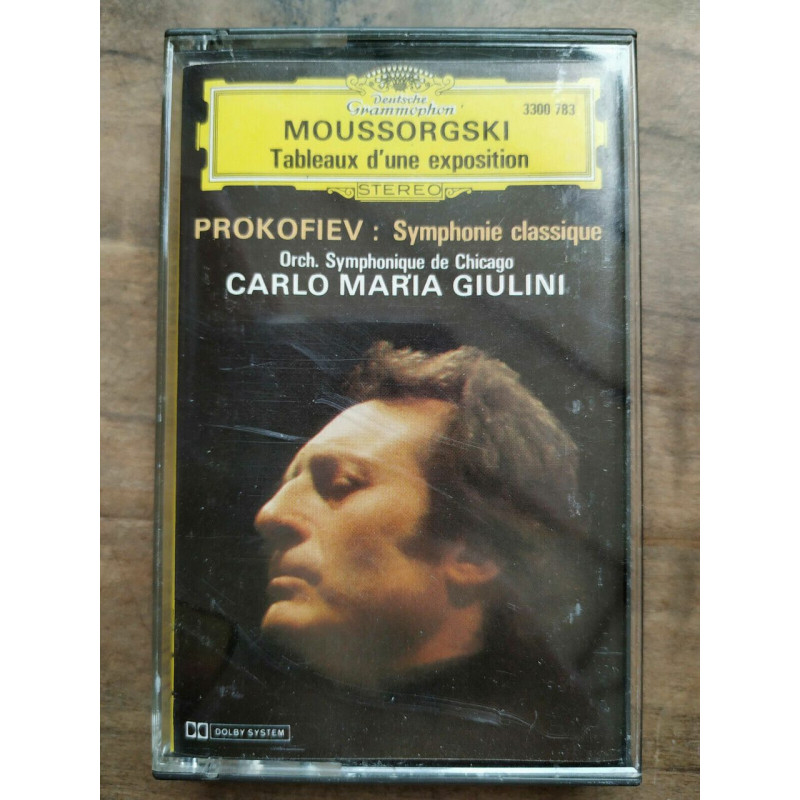 Deutsche
Grammophon
3300 783
MOUSSORGSKI
Tableaux d'une exposition
STEREO
PROKOFIEV : Symphonie classique
Orch. Symphonique de Chicago
CARLO MARIA GIULINI
DOLBY SYSTEM